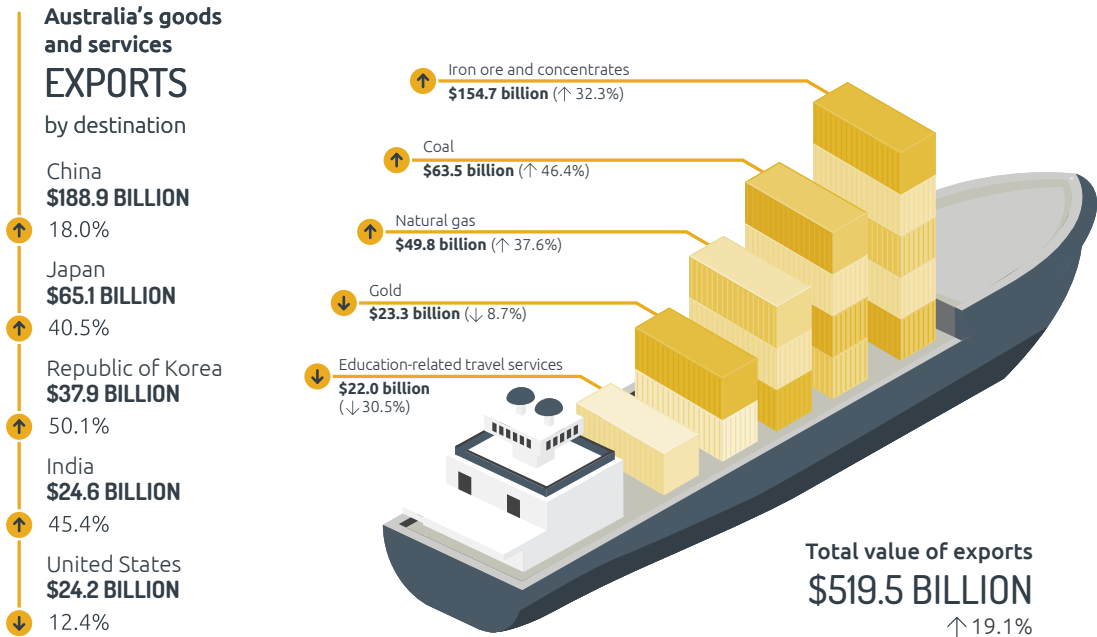 Australia's goods
and services
EXPORTS
by destination
China
$188.9 BILLION
↑ 18.0%
Japan
$65.1 BILLION
↑ 40.5%
Republic of Korea
$37.9 BILLION
↑ 50.1%
India
$24.6 BILLION
↑ 45.4%
United States
$24.2 BILLION
↓ 12.4%
Iron ore and concentrates
$154.7 billion (↑ 32.3%)
Coal
$63.5 billion (↑ 46.4%)
Natural gas
$49.8 billion (↑ 37.6%)
Gold
$23.3 billion (↓ 8.7%)
Education-related travel services
$22.0 billion
(↓ 30.5%)
Total value of exports
$519.5 BILLION
↑ 19.1%